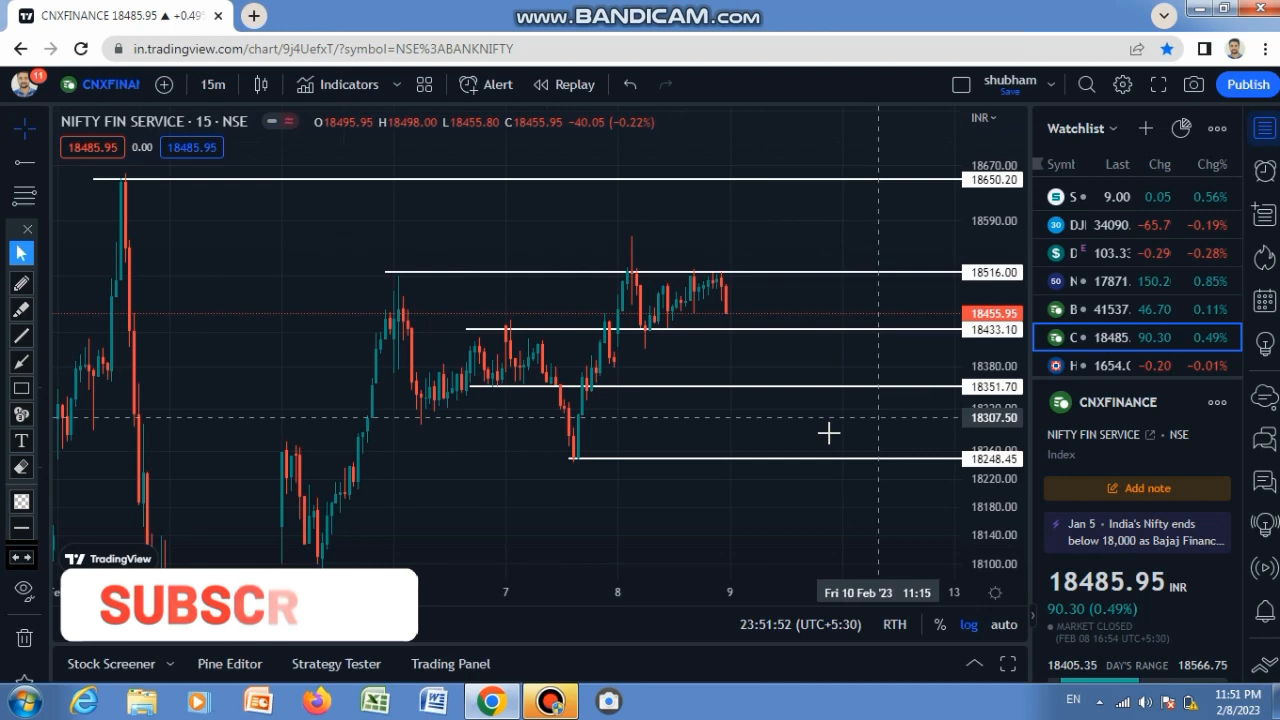 CNXFINANCE 18485.95 ▲ +0.49%
www.BANDICAM.com
in.tradingview.com/chart/9j4UefxT/?symbol=NSE%3ABANKNIFTY
11
CNXFINAI
15m
Indicators
Alert
Replay
shubham
Save
Publish
NIFTY FIN SERVICE · 15 · NSE
O18495.95 H18498.00 L18455.80 C18455.95 −40.05 (−0.22%)
18485.95 0.00 18485.95
INR
18670.00
18650.20
18590.00
18516.00
18455.95
18433.10
18380.00
18351.70
18307.50
18248.45
18220.00
18180.00
18140.00
18100.00
TradingView
SUBSCR
7 8 9 Fri 10 Feb '23 11:15 13
23:51:52 (UTC+5:30) RTH % log auto
Stock Screener
Pine Editor
Strategy Tester
Trading Panel
Watchlist
Symt Last Chg Chg%
S 9.00 0.05 0.56%
DJI 34090. −65.7 −0.19%
D E 103.33 −0.29 −0.28%
N 17871. 150.2 0.85%
B 41537. 46.70 0.11%
C 18485. 90.30 0.49%
H 1654.0 −0.20 −0.01%
CNXFINANCE
NIFTY FIN SERVICE · NSE
Index
Add note
Jan 5 · India's Nifty ends
below 18,000 as Bajaj Financ...
18485.95 INR
90.30 (0.49%)
MARKET CLOSED
(FEB 08 16:54 UTC+5:30)
18405.35 DAY'S RANGE 18566.75
EN
11:51 PM
2/8/2023